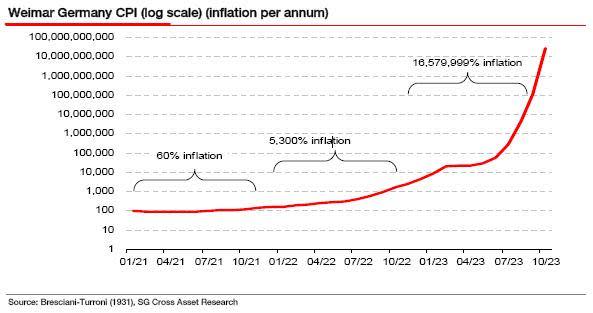 Weimar Germany CPI (log scale) (inflation per annum)
100,000,000,000
10,000,000,000
1,000,000,000
100,000,000
10,000,000
1,000,000
100,000
10,000
1,000
100
10
1
16,579,999% inflation
5,300% inflation
60% inflation
01/21 04/21 07/21 10/21 01/22 04/22 07/22 10/22 01/23 04/23 07/23 10/23
Source: Bresciani-Turroni (1931), SG Cross Asset Research